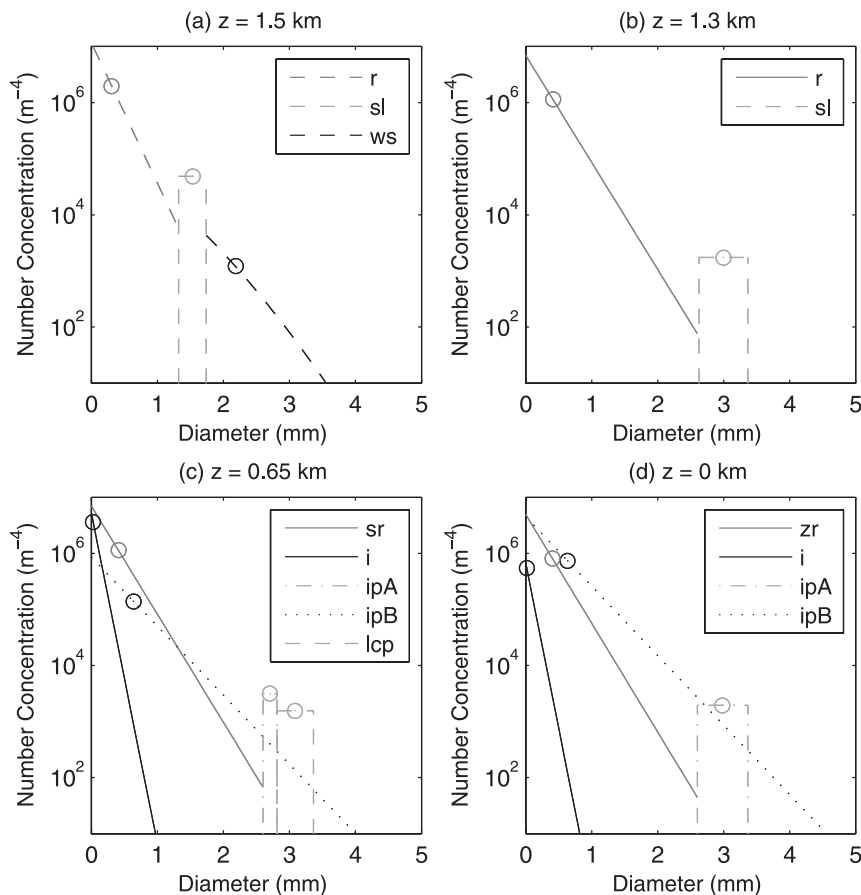 (a) z = 1.5 km
Number Concentration (m⁻⁴)
10⁶
10⁴
10²
r
sl
ws
0 1 2 3 4 5
Diameter (mm)
(b) z = 1.3 km
Number Concentration (m⁻⁴)
10⁶
10⁴
10²
r
sl
0 1 2 3 4 5
Diameter (mm)
(c) z = 0.65 km
Number Concentration (m⁻⁴)
10⁶
10⁴
10²
sr
i
ipA
ipB
lcp
0 1 2 3 4 5
Diameter (mm)
(d) z = 0 km
Number Concentration (m⁻⁴)
10⁶
10⁴
10²
zr
i
ipA
ipB
0 1 2 3 4 5
Diameter (mm)